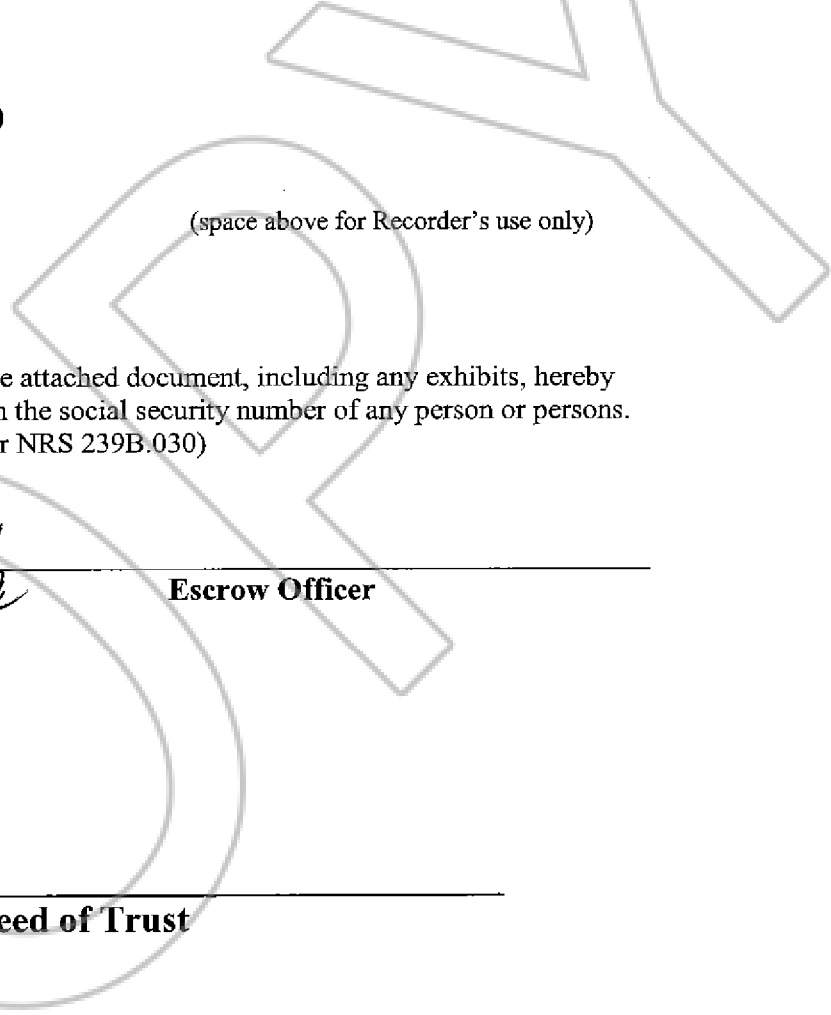 )
(space above for Recorder's use only)
e attached document, including any exhibits, hereby
n the social security number of any person or persons.
r NRS 239B.030)
Escrow Officer
eed of Trust
OPY